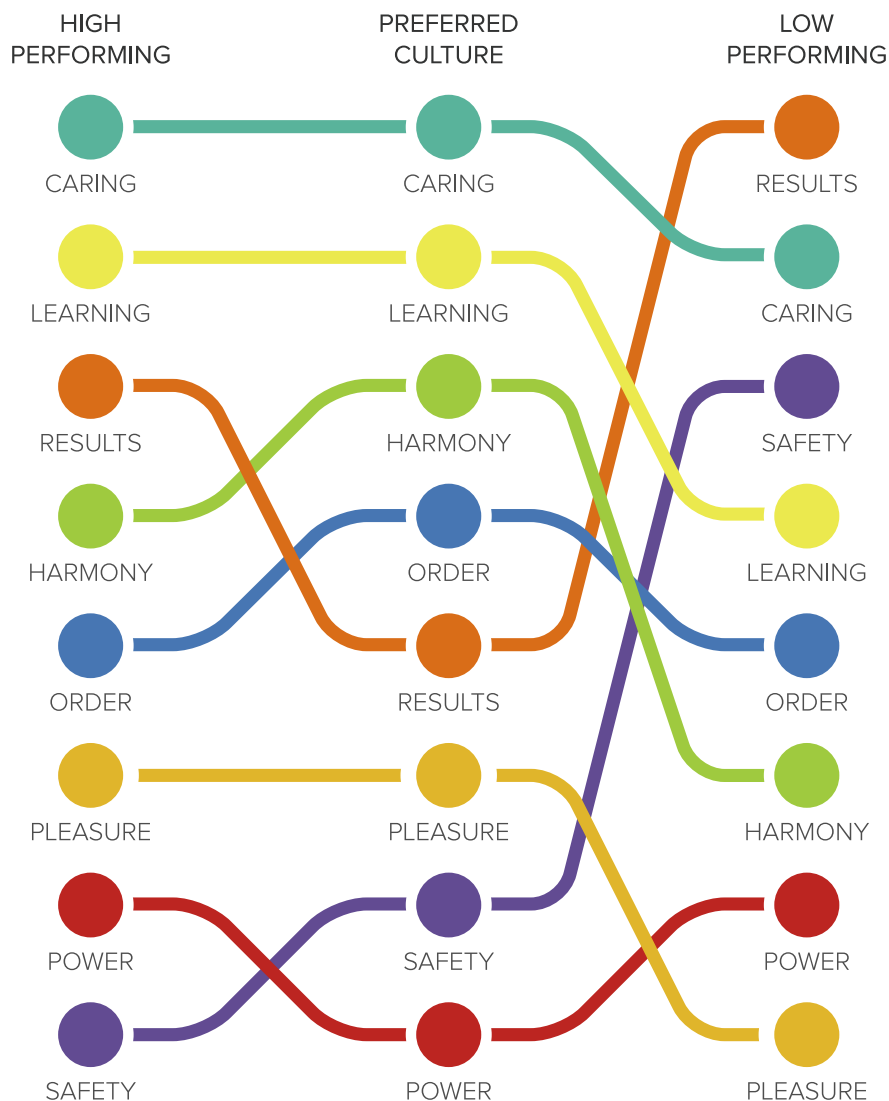 HIGH
PERFORMING
PREFERRED
CULTURE
LOW
PERFORMING
CARING
CARING
RESULTS
LEARNING
LEARNING
CARING
RESULTS
HARMONY
SAFETY
HARMONY
ORDER
LEARNING
ORDER
RESULTS
ORDER
PLEASURE
PLEASURE
HARMONY
POWER
SAFETY
POWER
SAFETY
POWER
PLEASURE